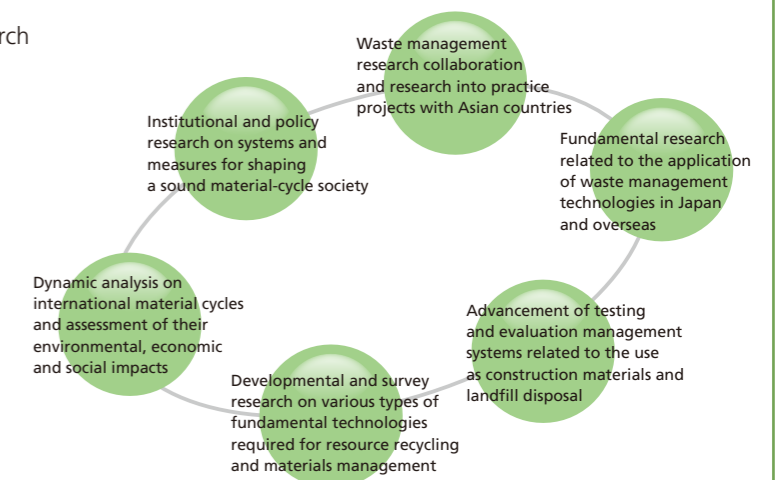 Waste management
research collaboration
and research into practice
projects with Asian countries
Institutional and policy
research on systems and
measures for shaping
a sound material-cycle society
Fundamental research
related to the application
of waste management
technologies in Japan
and overseas
Dynamic analysis on
international material cycles
and assessment of their
environmental, economic
and social impacts
Advancement of testing
and evaluation management
systems related to the use
as construction materials and
landfill disposal
Developmental and survey
research on various types of
fundamental technologies
required for resource recycling
and materials management